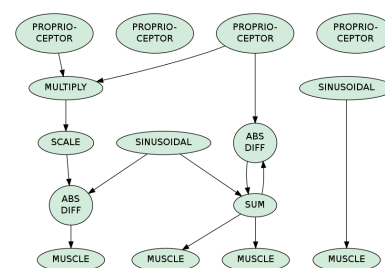 PROPRIO-
CEPTOR
PROPRIO-
CEPTOR
PROPRIO-
CEPTOR
PROPRIO-
CEPTOR
MULTIPLY
SINUSOIDAL
SCALE
SINUSOIDAL
ABS
DIFF
ABS
DIFF
SUM
MUSCLE
MUSCLE
MUSCLE
MUSCLE